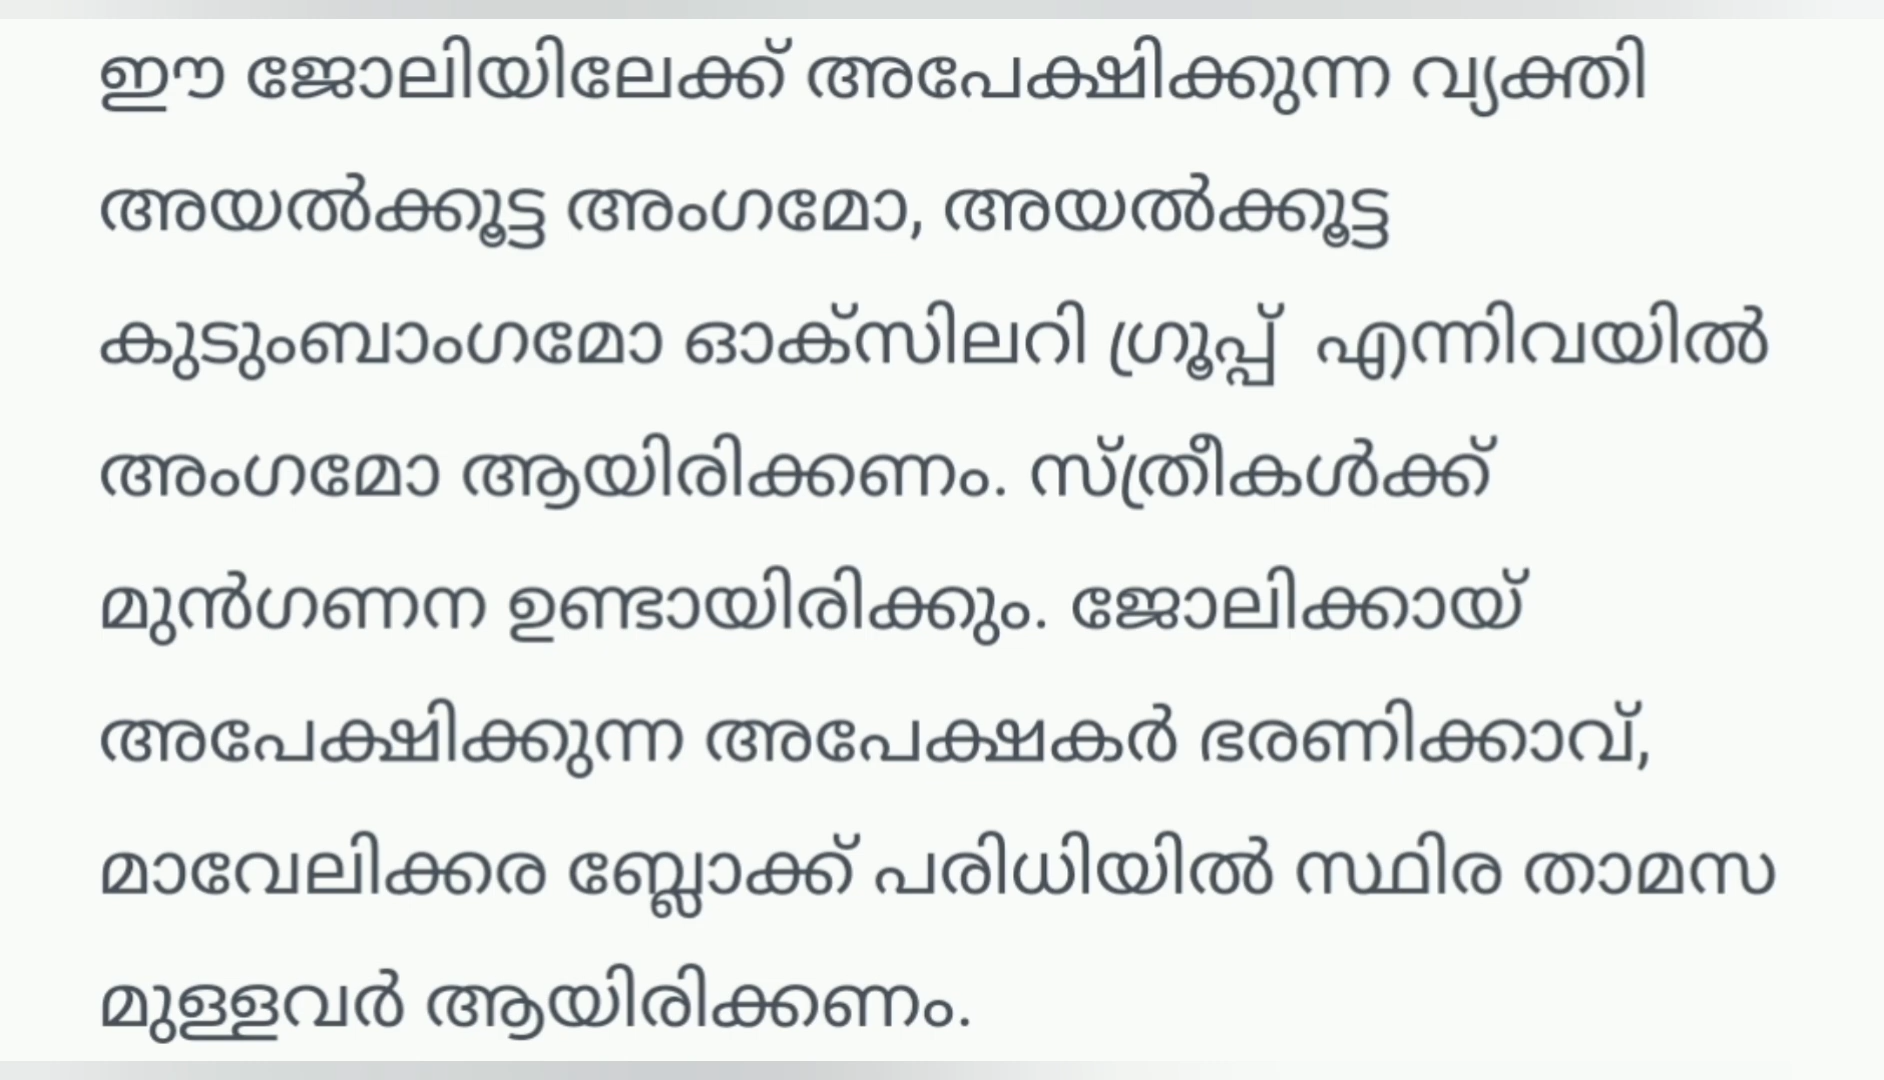 ഈ ജോലിയിലേക്ക് അപേക്ഷിക്കുന്ന വ്യക്തി
അയൽക്കൂട്ട അംഗമോ, അയൽക്കൂട്ട
കുടുംബാംഗമോ ഓക്സിലറി ഗ്രൂപ്പ് എന്നിവയിൽ
അംഗമോ ആയിരിക്കണം. സ്ത്രീകൾക്ക്
മുൻഗണന ഉണ്ടായിരിക്കും. ജോലിക്കായ്
അപേക്ഷിക്കുന്ന അപേക്ഷകർ ഭരണിക്കാവ്,
മാവേലിക്കര ബ്ലോക്ക് പരിധിയിൽ സ്ഥിര താമസ
മുള്ളവർ ആയിരിക്കണം.